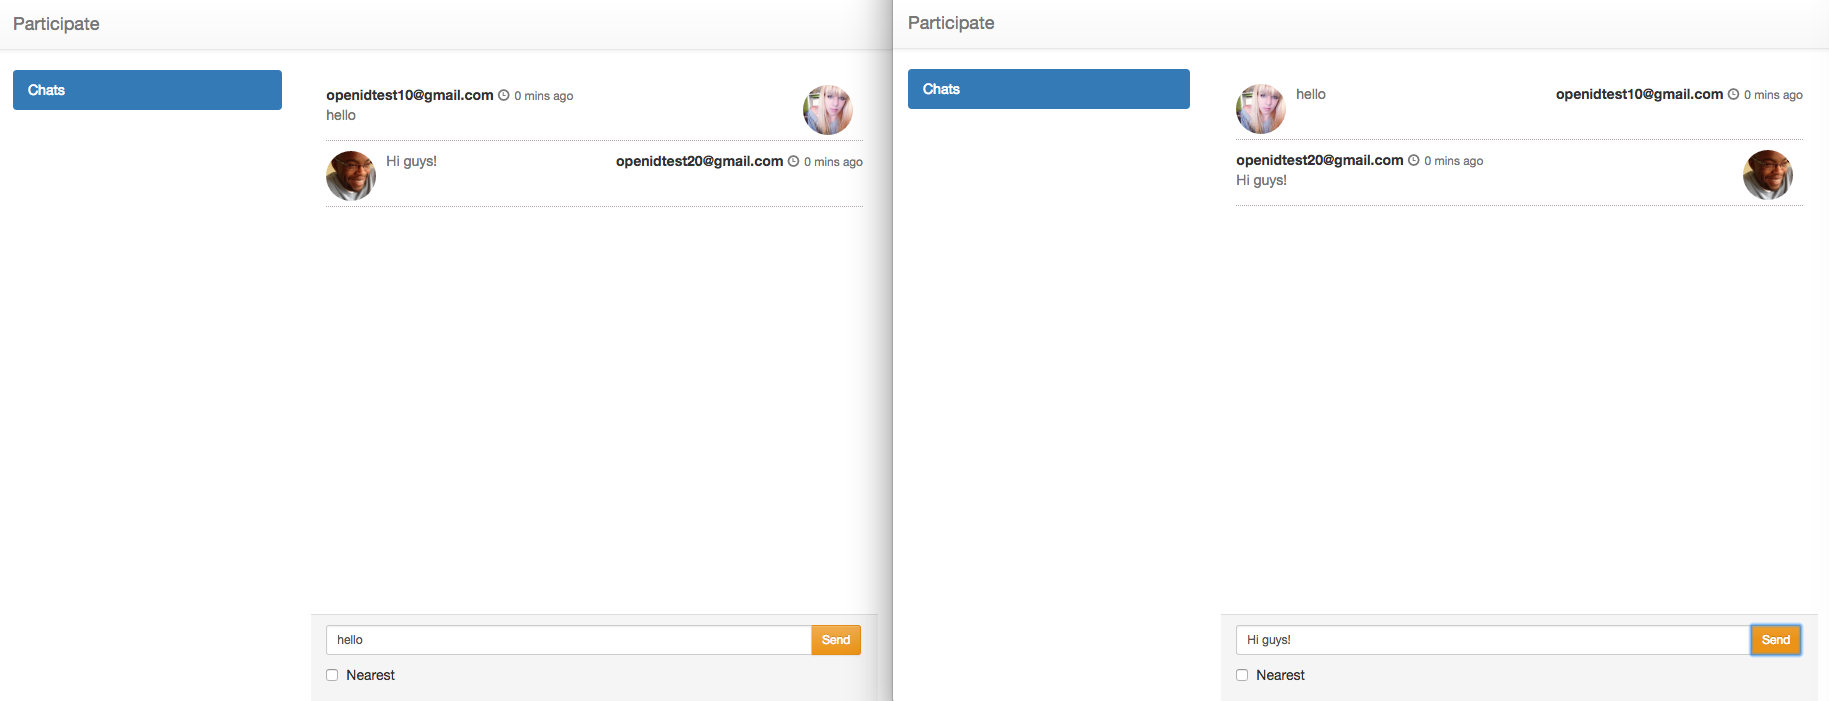 Participate
Chats
openidtest10@gmail.com 0 mins ago
hello
Hi guys! openidtest20@gmail.com 0 mins ago
hello Send
Nearest
Participate
Chats
hello openidtest10@gmail.com 0 mins ago
openidtest20@gmail.com 0 mins ago
Hi guys!
Hi guys! Send
Nearest